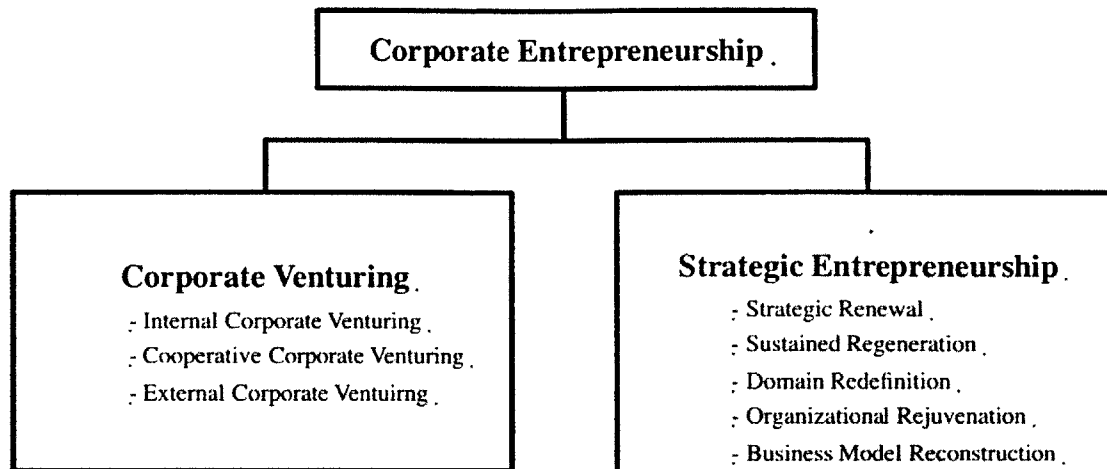 Corporate Entrepreneurship.
Corporate Venturing.
- Internal Corporate Venturing.
- Cooperative Corporate Venturing.
- External Corporate Ventuirng.
Strategic Entrepreneurship.
- Strategic Renewal.
- Sustained Regeneration.
- Domain Redefinition.
- Organizational Rejuvenation.
- Business Model Reconstruction.